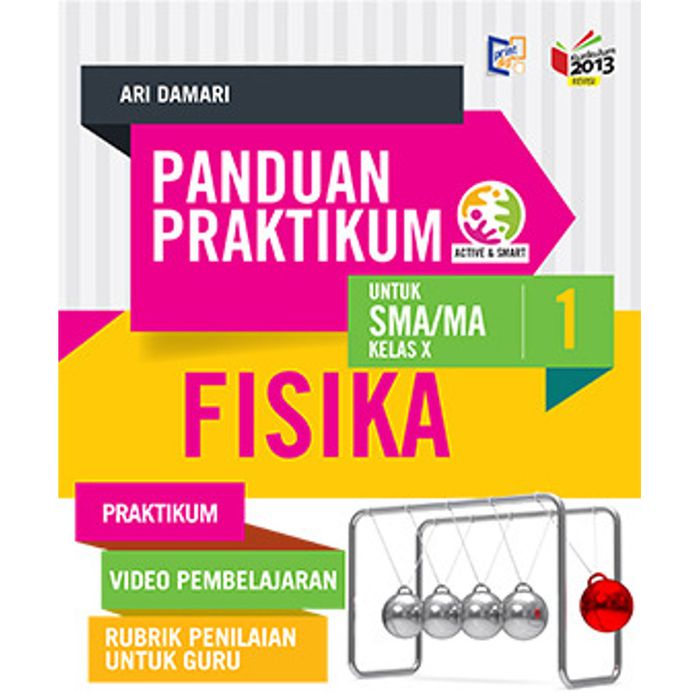 ARI DAMARI
Kurikulum
2013
REVISI
PANDUAN
PRAKTIKUM
ACTIVE & SMART
UNTUK
SMA/MA
KELAS X
1
FISIKA
PRAKTIKUM
VIDEO PEMBELAJARAN
RUBRIK PENILAIAN
UNTUK GURU